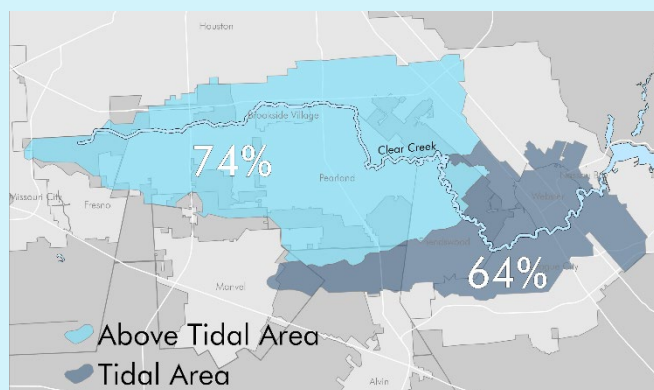 Houston
Brookside Village
Clear Creek
74%
Pearland
Webster
Missouri City
Fresno
64%
Manvel
Above Tidal Area
Tidal Area
Alvin